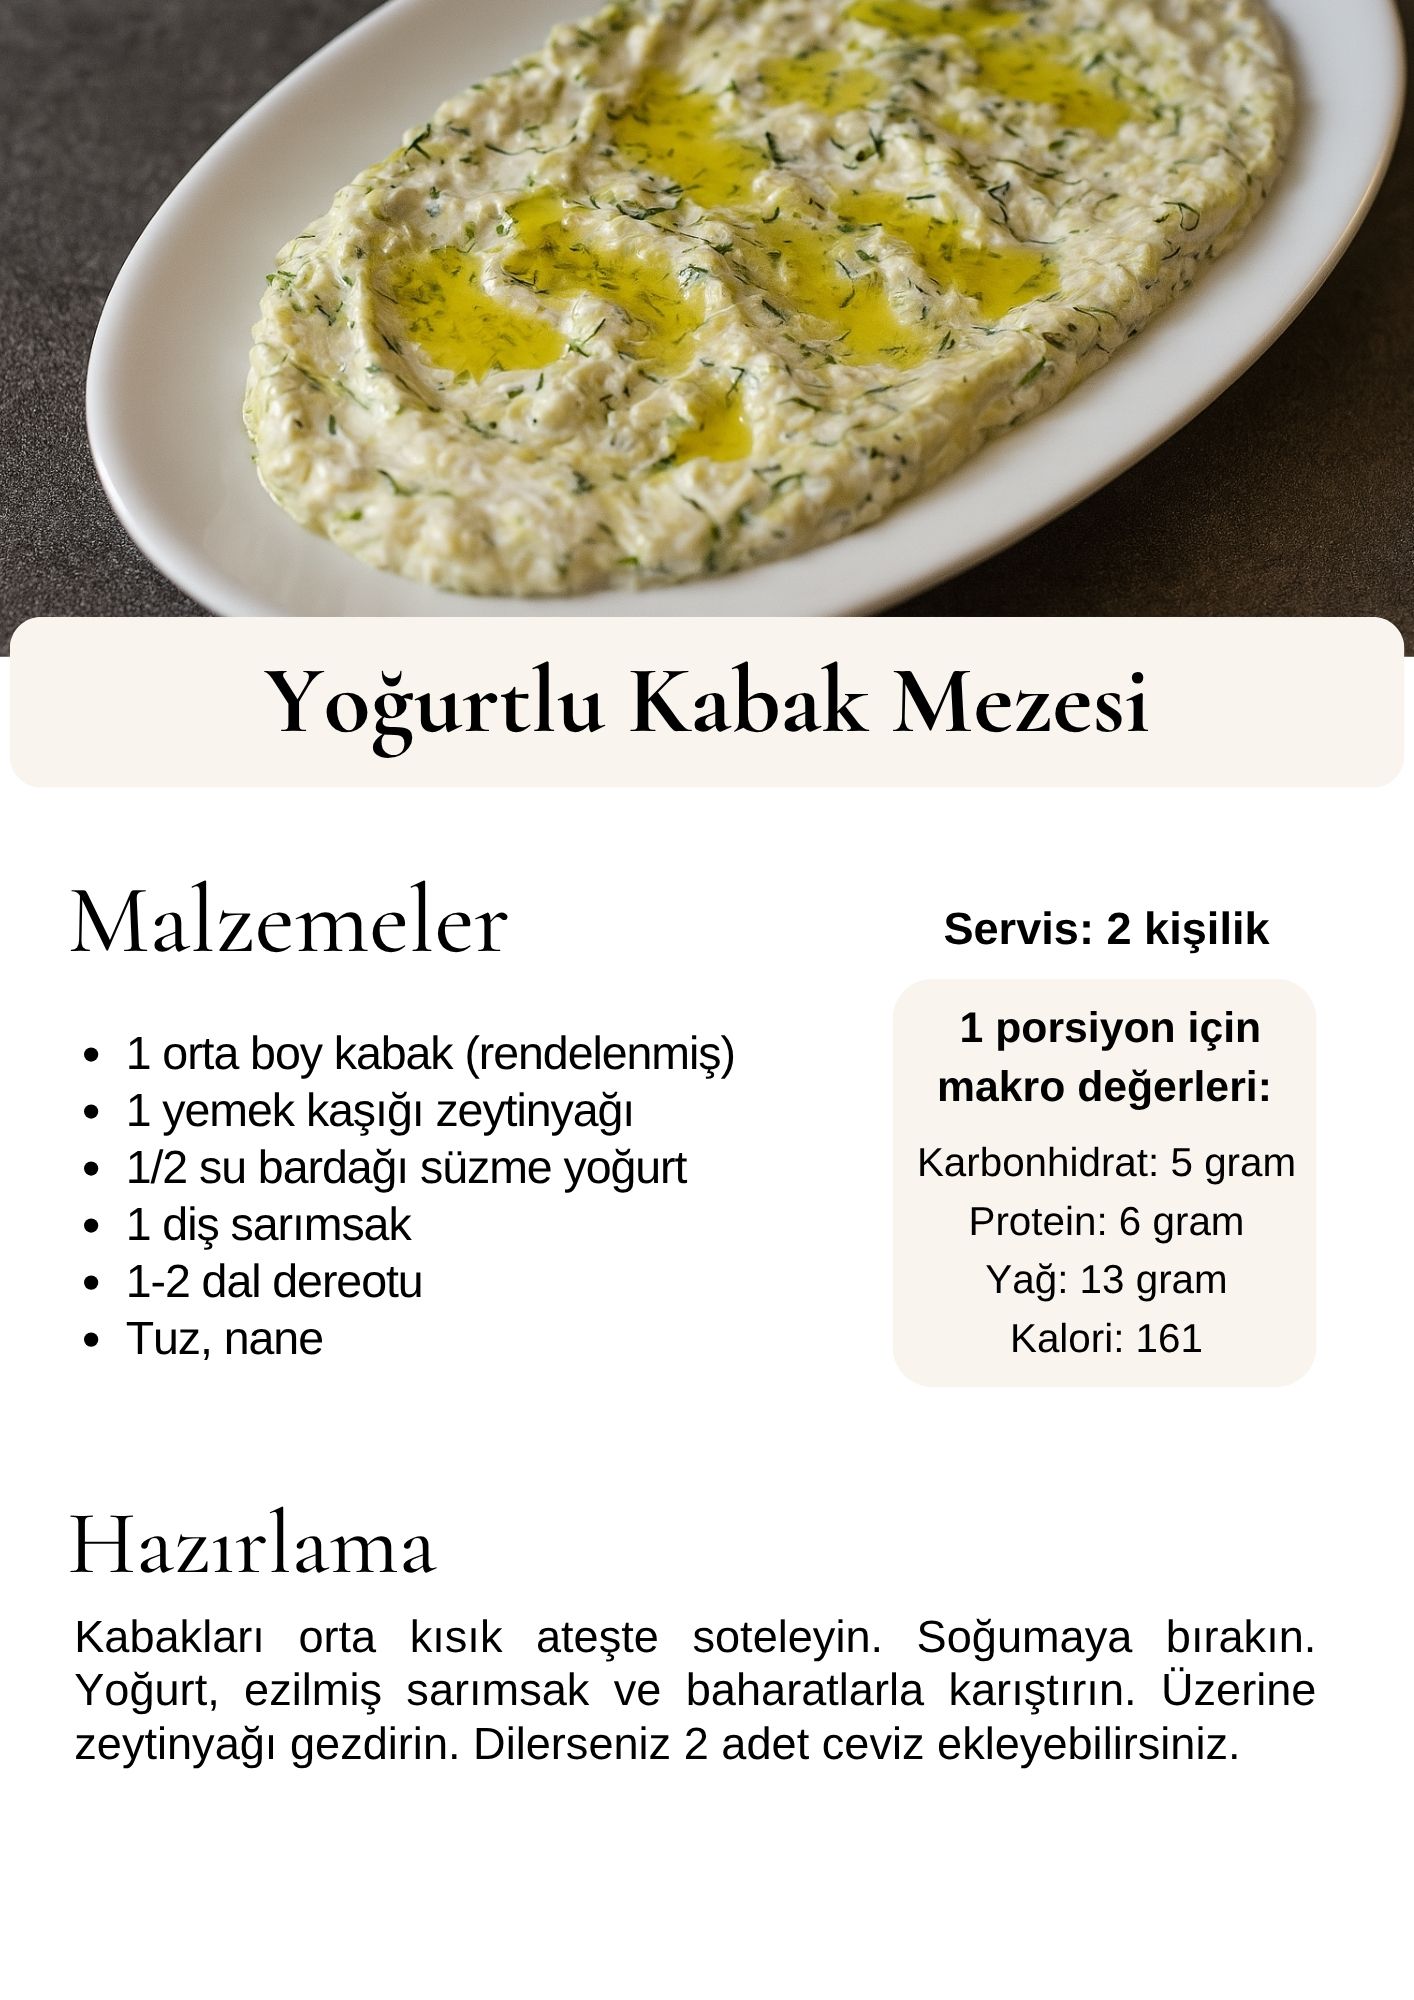 Yoğurtlu Kabak Mezesi
Malzemeler
• 1 orta boy kabak (rendelenmiş)
• 1 yemek kaşığı zeytinyağı
• 1/2 su bardağı süzme yoğurt
• 1 diş sarımsak
• 1-2 dal dereotu
• Tuz, nane
Servis: 2 kişilik
1 porsiyon için
makro değerleri:
Karbonhidrat: 5 gram
Protein: 6 gram
Yağ: 13 gram
Kalori: 161
Hazırlama
Kabakları orta kısık ateşte soteleyin. Soğumaya bırakın.
Yoğurt, ezilmiş sarımsak ve baharatlarla karıştırın. Üzerine
zeytinyağı gezdirin. Dilerseniz 2 adet ceviz ekleyebilirsiniz.